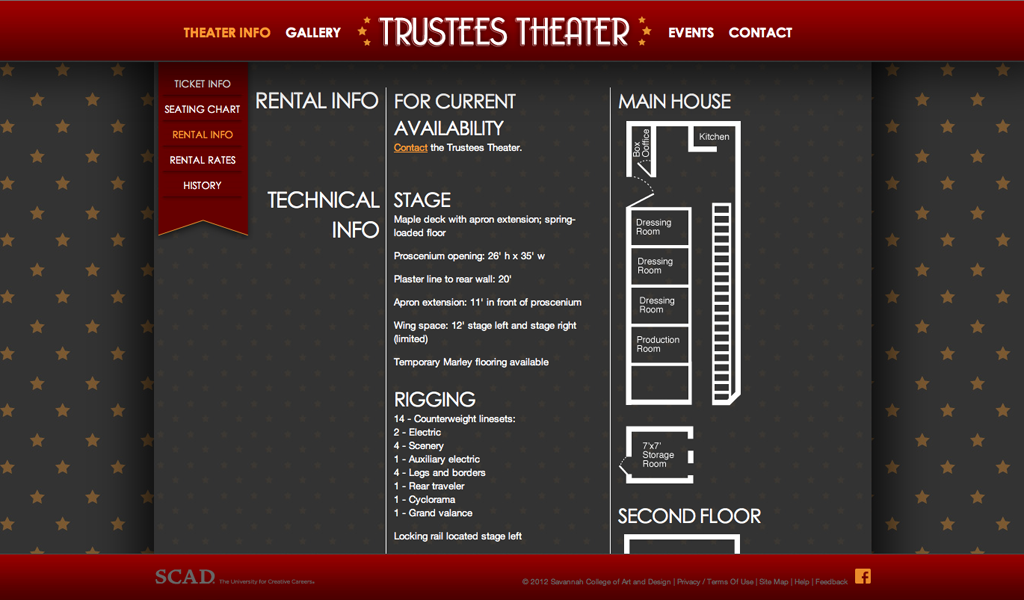 THEATER INFO GALLERY TRUSTEES THEATER EVENTS CONTACT
TICKET INFO
SEATING CHART
RENTAL INFO
RENTAL RATES
HISTORY
RENTAL INFO
FOR CURRENT
AVAILABILITY
Contact the Trustees Theater.
TECHNICAL
INFO
STAGE
Maple deck with apron extension; spring-
loaded floor
Proscenium opening: 26' h x 35' w
Plaster line to rear wall: 20'
Apron extension: 11' in front of proscenium
Wing space: 12' stage left and stage right
(limited)
Temporary Marley flooring available
RIGGING
14 - Counterweight linesets:
2 - Electric
4 - Scenery
1 - Auxiliary electric
4 - Legs and borders
1 - Rear traveler
1 - Cyclorama
1 - Grand valance
Locking rail located stage left
MAIN HOUSE
Box
Ooffice
Kitchen
Dressing
Room
Dressing
Room
Dressing
Room
Production
Room
7'x7'
Storage
Room
SECOND FLOOR
SCAD. The University for Creative Careers.
© 2012 Savannah College of Art and Design | Privacy / Terms Of Use | Site Map | Help | Feedback